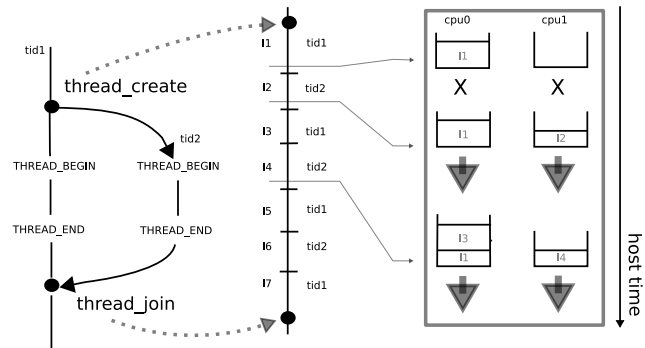 tid1
thread_create
tid2
THREAD_BEGIN
THREAD_BEGIN
THREAD_END
THREAD_END
thread_join
I1 tid1
I2 tid2
I3 tid1
I4 tid2
I5 tid1
I6 tid2
I7 tid1
cpu0 cpu1
I1
X X
I1 I2
I3
I1 I4
host time